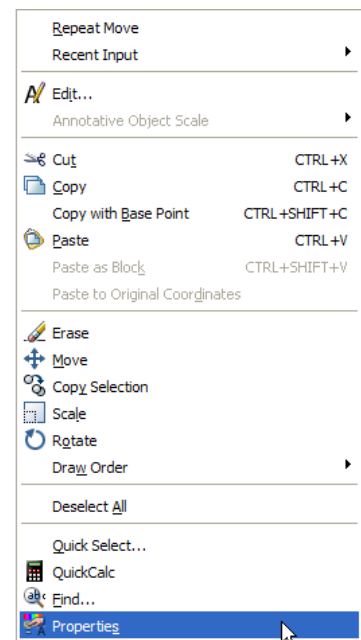 Repeat Move
Recent Input
Edit...
Annotative Object Scale
Cut CTRL+X
Copy CTRL+C
Copy with Base Point CTRL+SHIFT+C
Paste CTRL+V
Paste as Block CTRL+SHIFT+V
Paste to Original Coordinates
Erase
Move
Copy Selection
Scale
Rotate
Draw Order
Deselect All
Quick Select...
QuickCalc
Find...
Properties